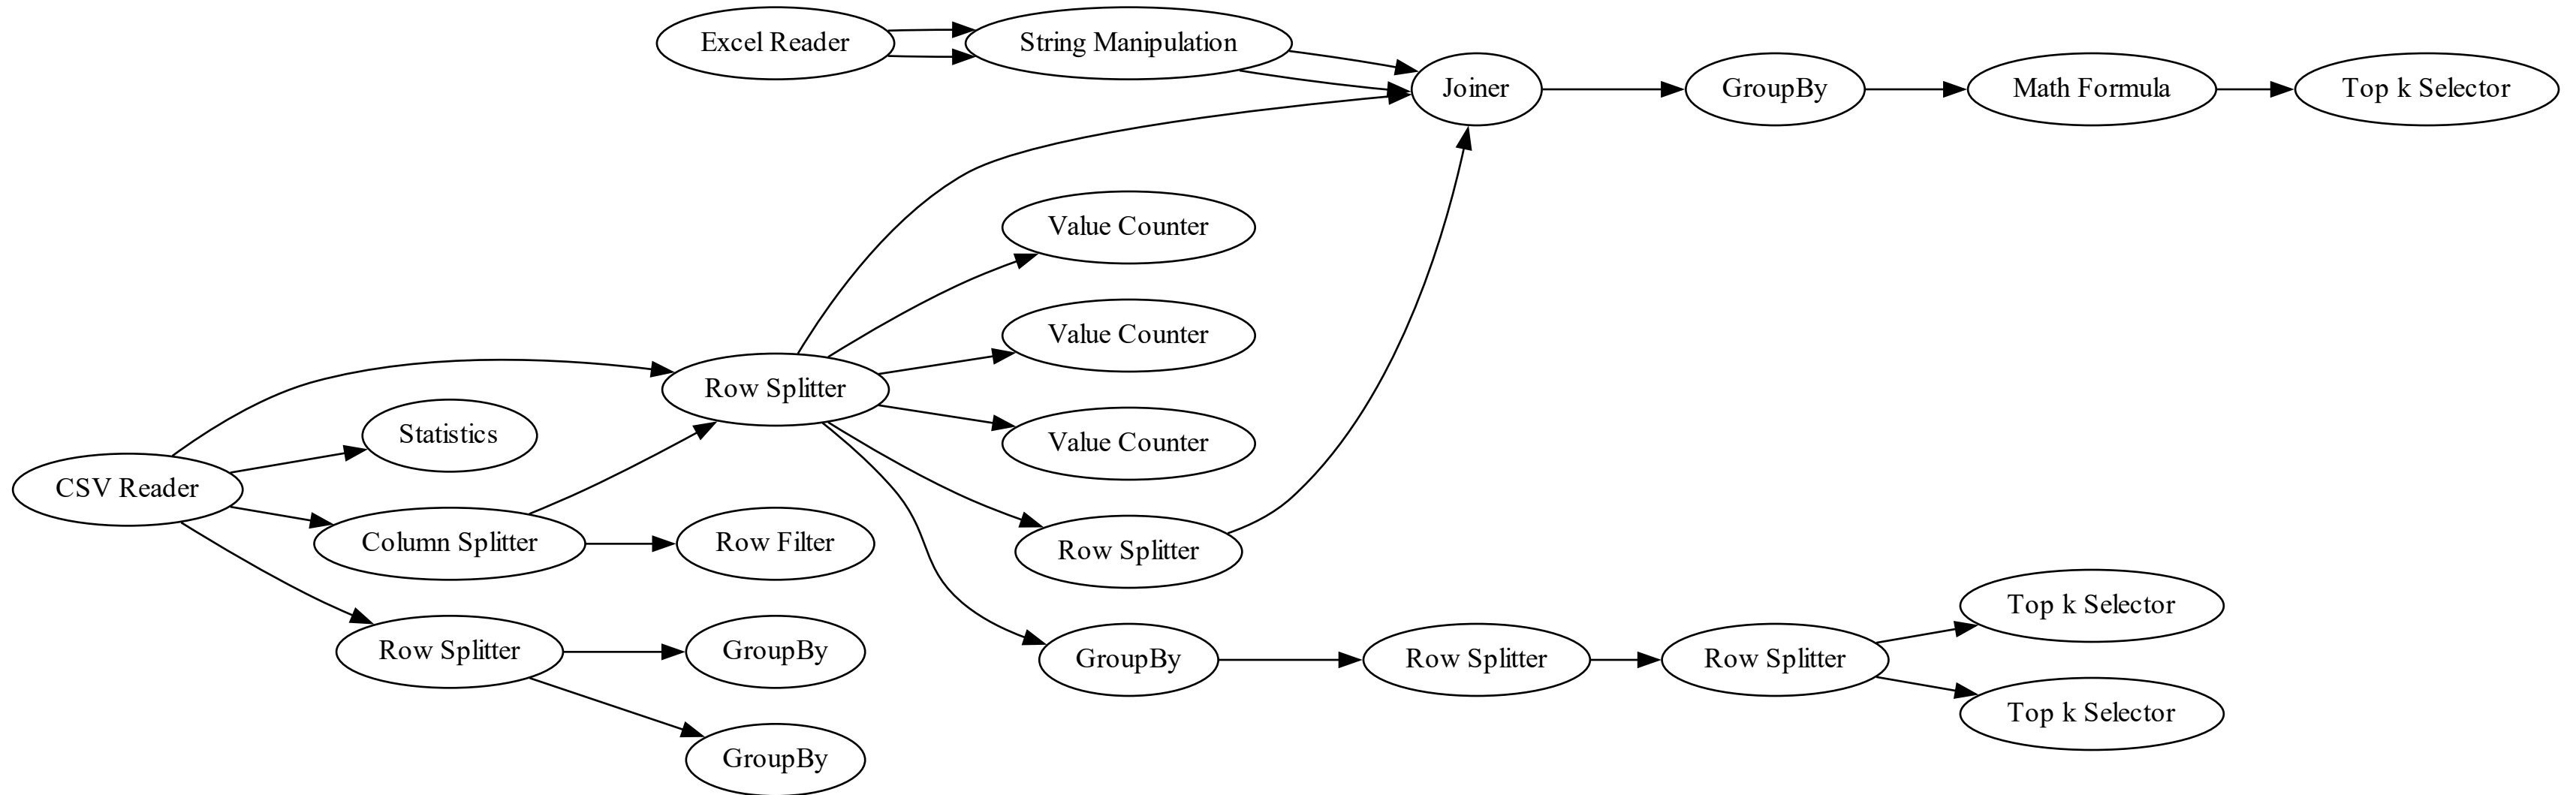 Excel Reader
String Manipulation
Joiner
GroupBy
Math Formula
Top k Selector
Value Counter
Value Counter
Row Splitter
Statistics
Value Counter
CSV Reader
Column Splitter
Row Filter
Row Splitter
Row Splitter
GroupBy
GroupBy
Row Splitter
Row Splitter
Top k Selector
Top k Selector
GroupBy